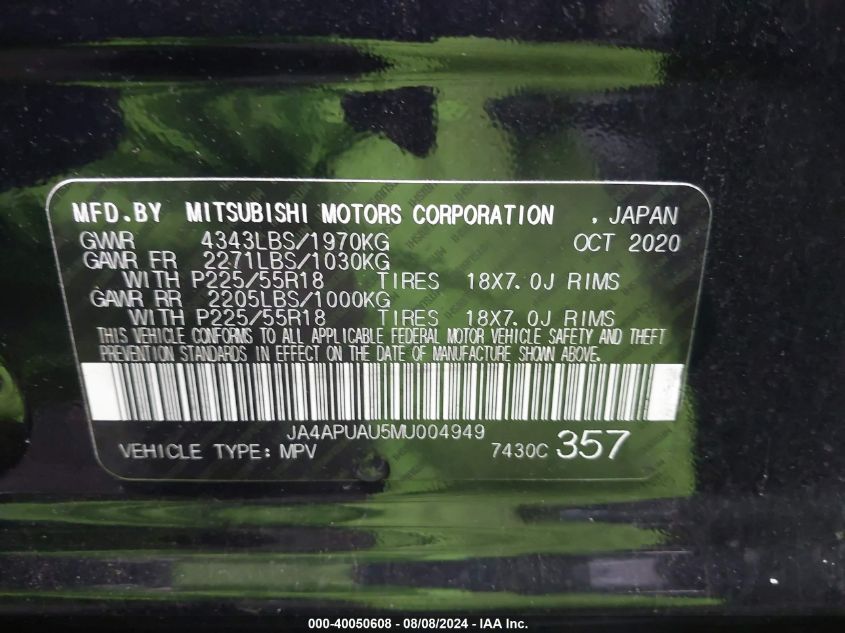 MFD.BY MITSUBISHI MOTORS CORPORATION , JAPAN
GVWR 4343LBS/1970KG OCT 2020
GAWR FR 2271LBS/1030KG
WITH P225/55R18 TIRES 18X7.0J RIMS
GAWR RR 2205LBS/1000KG
WITH P225/55R18 TIRES 18X7.0J RIMS
THIS VEHICLE CONFORMS TO ALL APPLICABLE FEDERAL MOTOR VEHICLE SAFETY AND THEFT
PREVENTION STANDARDS IN EFFECT ON THE DATE OF MANUFACTURE SHOWN ABOVE.
JA4APUAU5MU004949
VEHICLE TYPE: MPV 7430C 357
000-40050608 - 08/08/2024 - IAA Inc.